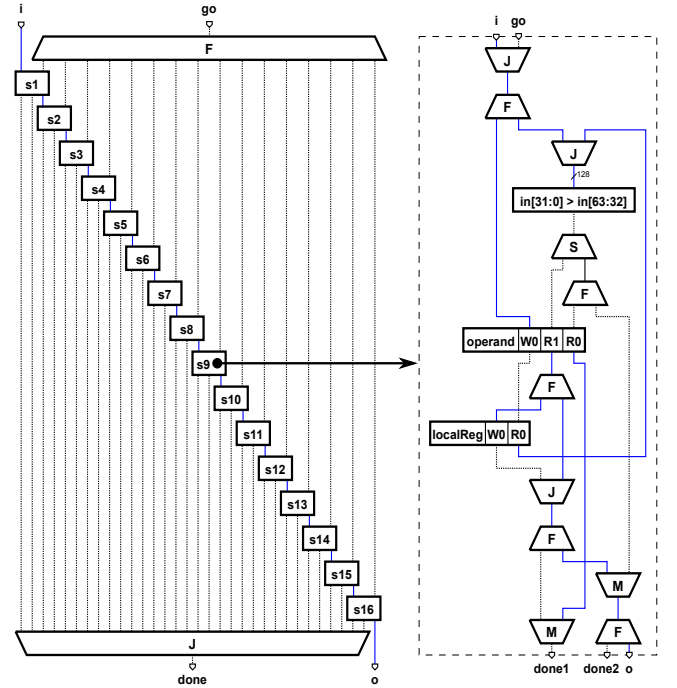 i
go
F
s1
s2
s3
s4
s5
s6
s7
s8
s9
s10
s11
s12
s13
s14
s15
s16
J
done
o
i go
J
F
J
128
in[31:0] > in[63:32]
S
F
operand W0 R1 R0
F
localReg W0 R0
J
F
M
M
F
done1 done2 o